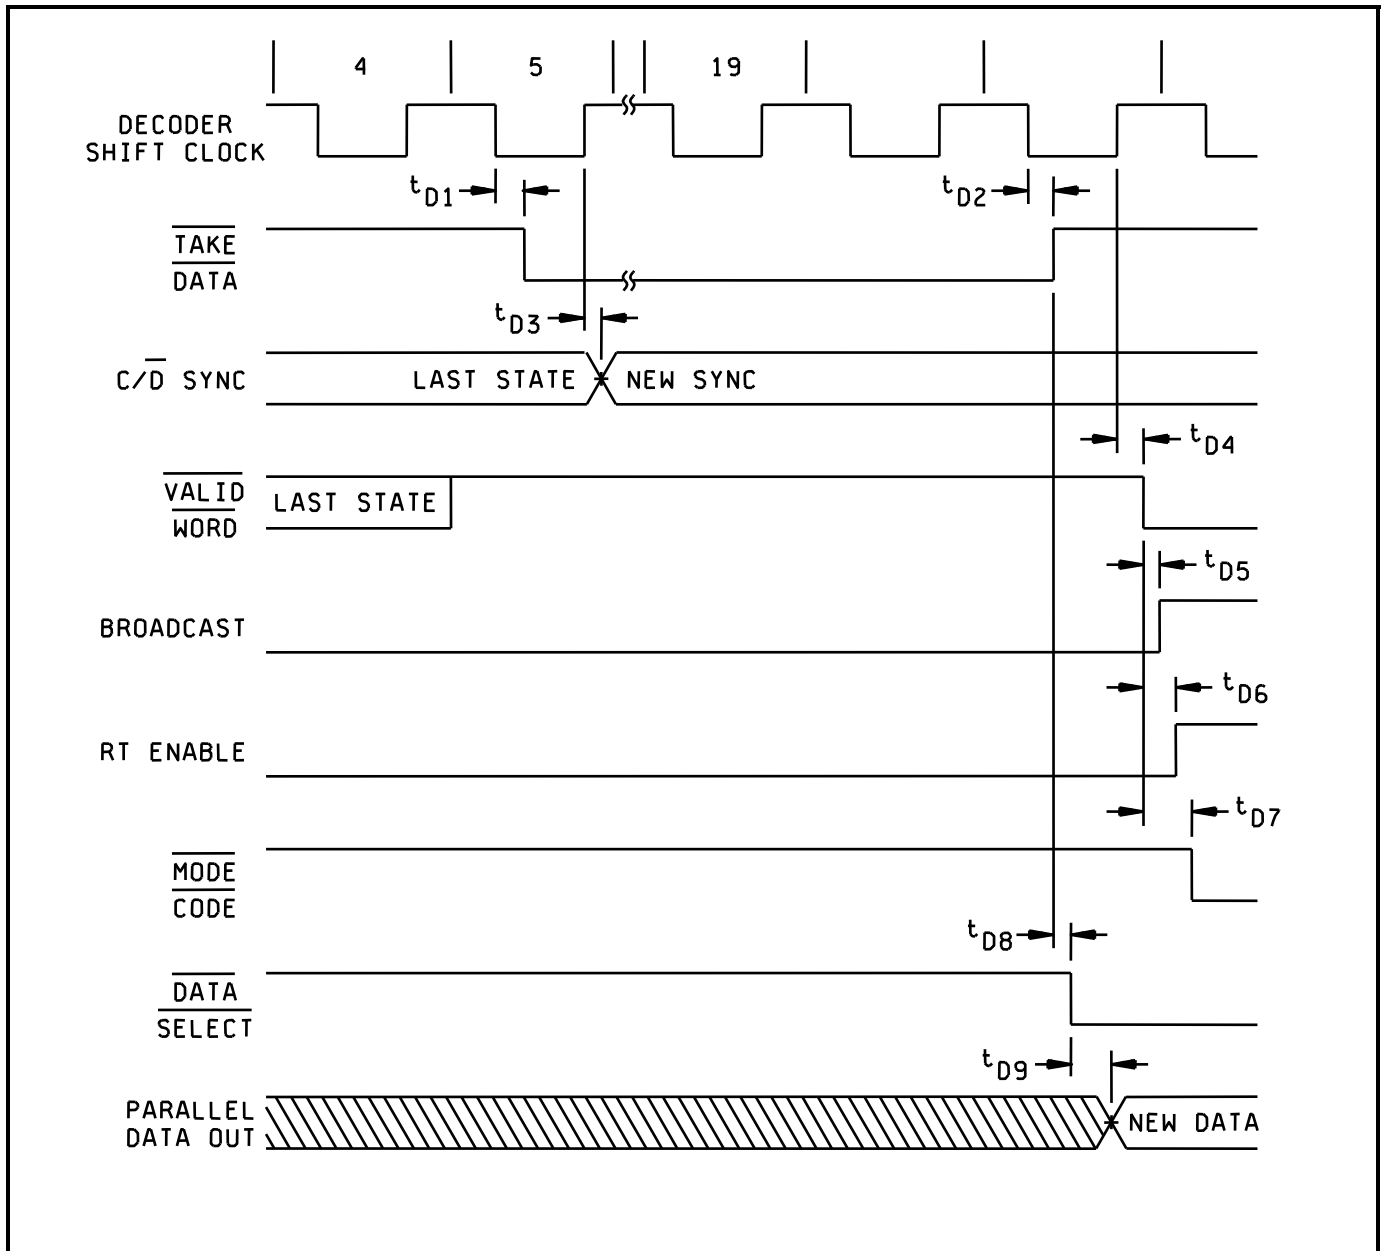 4 5 19
DECODER
SHIFT CLOCK
tD1 tD2
TAKE
DATA
tD3
C/D SYNC LAST STATE NEW SYNC
tD4
VALID
WORD
LAST STATE
tD5
BROADCAST
tD6
RT ENABLE
tD7
MODE
CODE
tD8
DATA
SELECT
tD9
PARALLEL
DATA OUT
NEW DATA